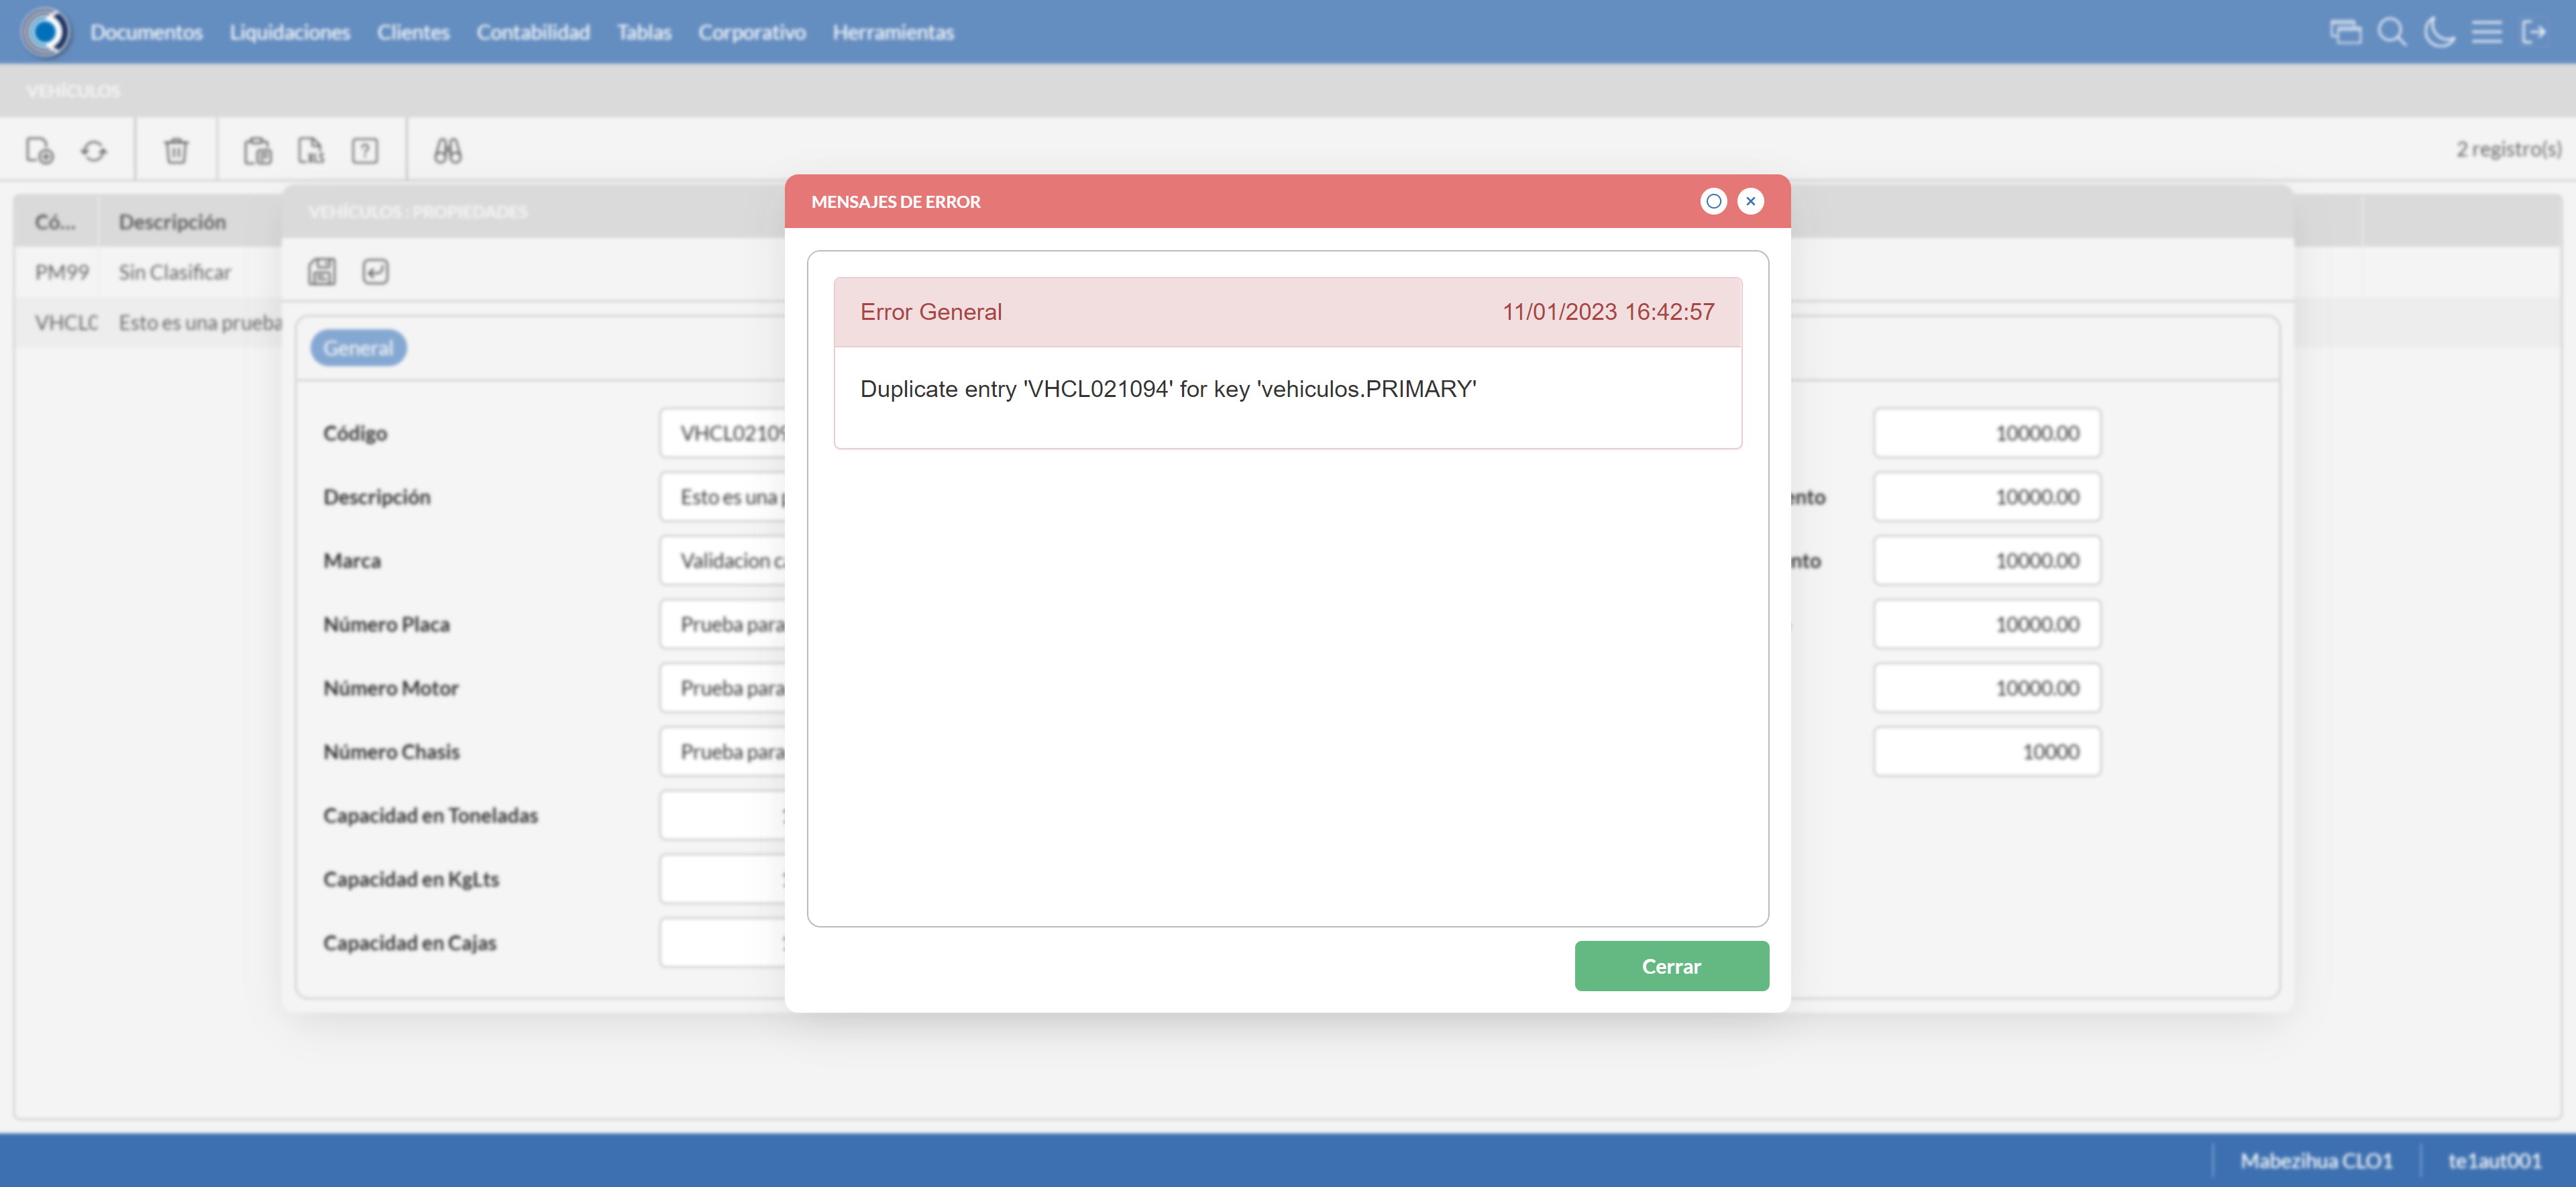 Documentos Liquidaciones Clientes Contabilidad Tablas Corporativo Herramientas
VEHÍCULOS
2 registro(s)
Có... Descripción
PM99 Sin Clasificar
VHCLC Esto es una prueba
VEHÍCULOS : PROPIEDADES
General
Código VHCL0210
Descripción Esto es una
Marca Validacion
Número Placa Prueba para
Número Motor Prueba para
Número Chasis Prueba para
Capacidad en Toneladas
Capacidad en KgLts
Capacidad en Cajas
MENSAJES DE ERROR
Error General 11/01/2023 16:42:57
Duplicate entry 'VHCL021094' for key 'vehiculos.PRIMARY'
Cerrar
10000.00
ento 10000.00
nto 10000.00
10000.00
10000.00
10000
Mabezihua CLO1 te1aut001